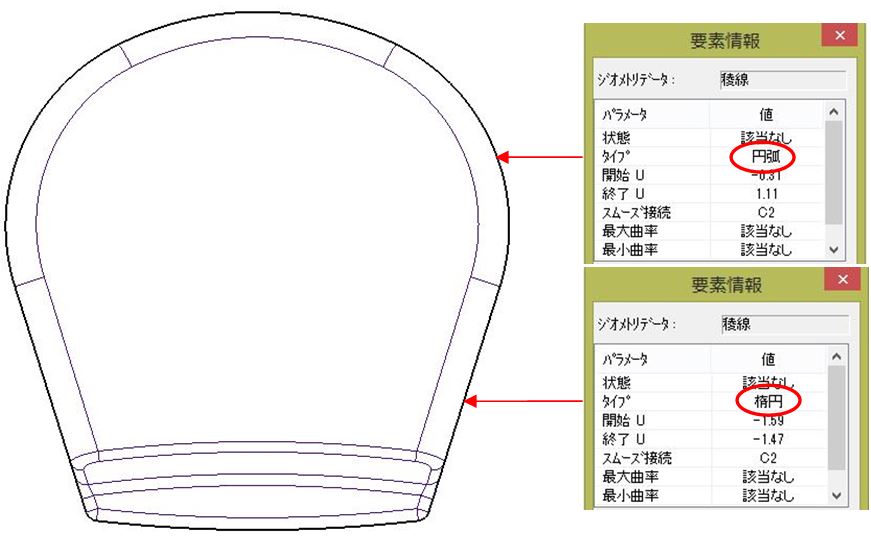 要素情報
ジオメトリデータ： 稜線
パラメータ 値
状態 該当なし
タイプ 円弧
開始 U -0.31
終了 U 1.11
スムーズ接続 C2
最大曲率 該当なし
最小曲率 該当なし
要素情報
ジオメトリデータ： 稜線
パラメータ 値
状態 該当なし
タイプ 楕円
開始 U -1.59
終了 U -1.47
スムーズ接続 C2
最大曲率 該当なし
最小曲率 該当なし